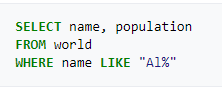 SELECT name, population
FROM world
WHERE name LIKE "Al%"